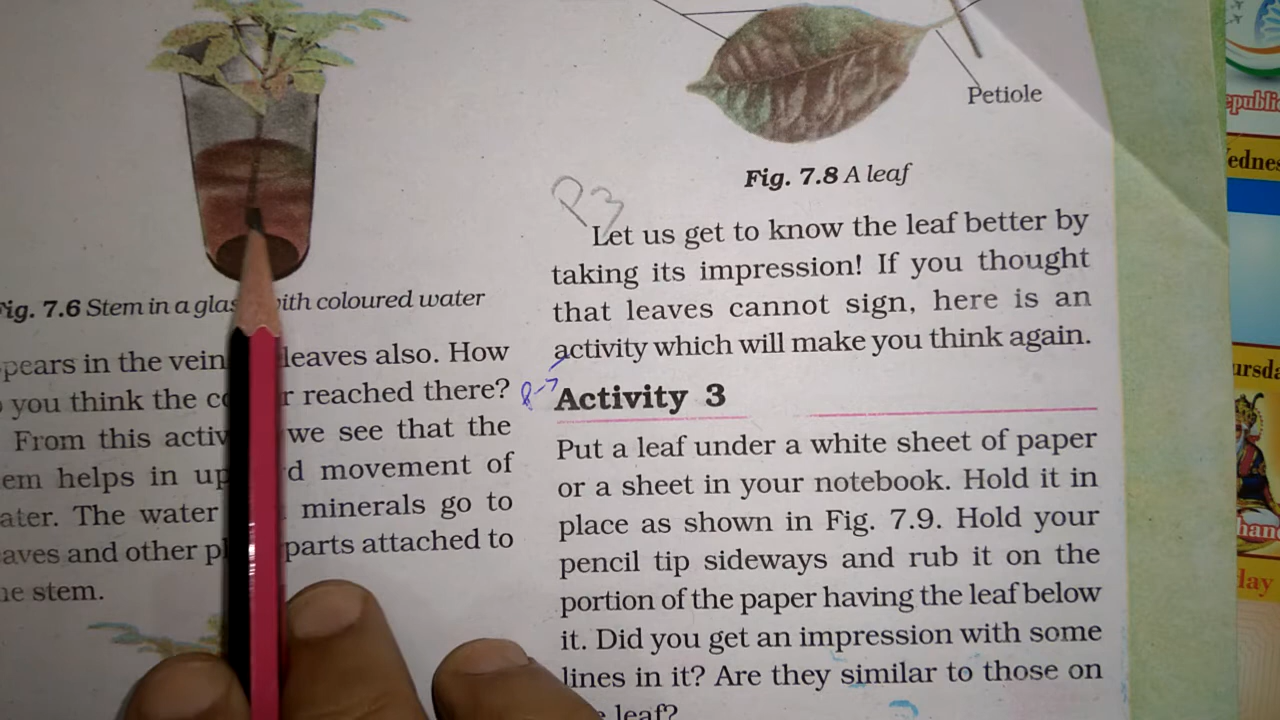 Fig. 7.6 Stem in a glass with coloured water
pears in the vein leaves also. How
you think the reached there?
From this we see that the
em helps in movement of
ater. The water minerals go to
aves and other parts attached to
he stem.
Petiole
Fig. 7.8 A leaf
P3
Let us get to know the leaf better by
taking its impression! If you thought
that leaves cannot sign, here is an
activity which will make you think again.
Activity 3
Put a leaf under a white sheet of paper
or a sheet in your notebook. Hold it in
place as shown in Fig. 7.9. Hold your
pencil tip sideways and rub it on the
portion of the paper having the leaf below
it. Did you get an impression with some
lines in it? Are they similar to those on
leaf?